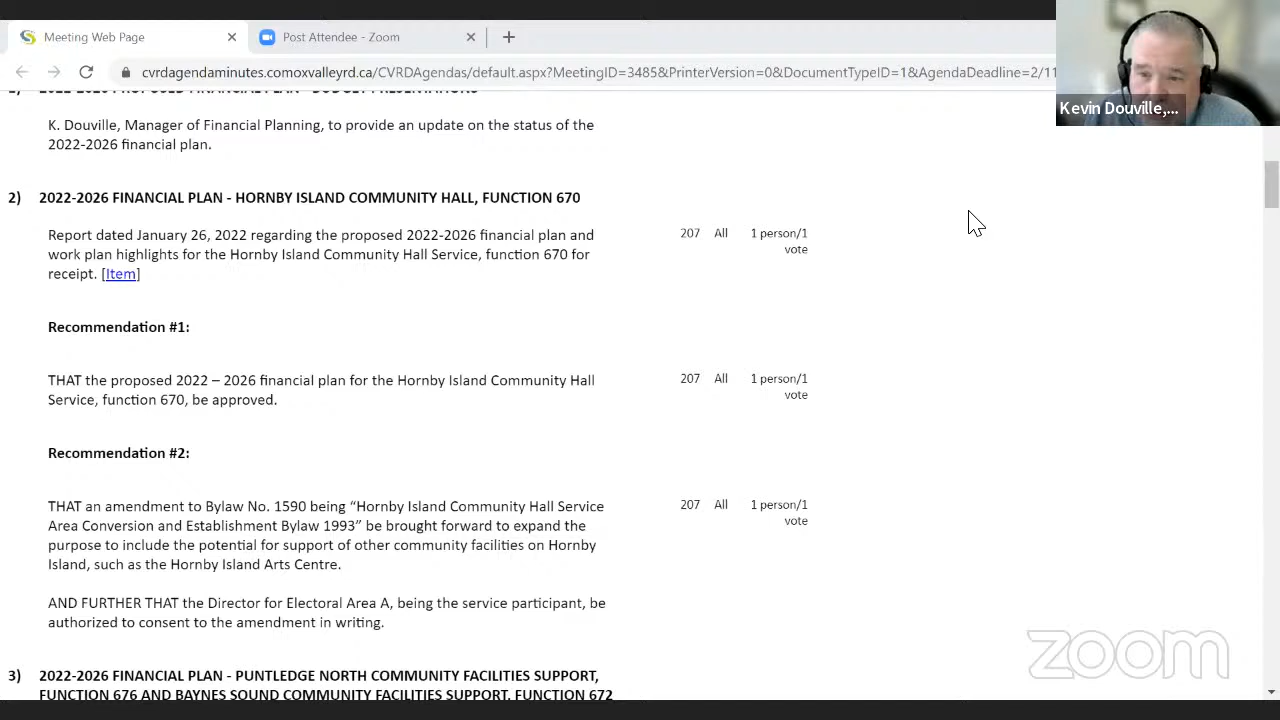 Meeting Web Page
Post Attendee - Zoom
cvrdagendaminutes.comoxvalleyrd.ca/CVRDAgendas/default.aspx?MeetingID=3485&PrinterVersion=0&DocumentTypeID=1&AgendaDeadline=2/11
Kevin Douville,...
1) 2022-2026 PROPOSED FINANCIAL PLAN - BUDGET PRESENTATIONS
K. Douville, Manager of Financial Planning, to provide an update on the status of the
2022-2026 financial plan.
2) 2022-2026 FINANCIAL PLAN - HORNBY ISLAND COMMUNITY HALL, FUNCTION 670
Report dated January 26, 2022 regarding the proposed 2022-2026 financial plan and
work plan highlights for the Hornby Island Community Hall Service, function 670 for
receipt. [Item]
207 All 1 person/1
vote
Recommendation #1:
THAT the proposed 2022 – 2026 financial plan for the Hornby Island Community Hall
Service, function 670, be approved.
207 All 1 person/1
vote
Recommendation #2:
THAT an amendment to Bylaw No. 1590 being “Hornby Island Community Hall Service
Area Conversion and Establishment Bylaw 1993” be brought forward to expand the
purpose to include the potential for support of other community facilities on Hornby
Island, such as the Hornby Island Arts Centre.
207 All 1 person/1
vote
AND FURTHER THAT the Director for Electoral Area A, being the service participant, be
authorized to consent to the amendment in writing.
3) 2022-2026 FINANCIAL PLAN - PUNTLEDGE NORTH COMMUNITY FACILITIES SUPPORT,
FUNCTION 676 AND BAYNES SOUND COMMUNITY FACILITIES SUPPORT, FUNCTION 672
zoom